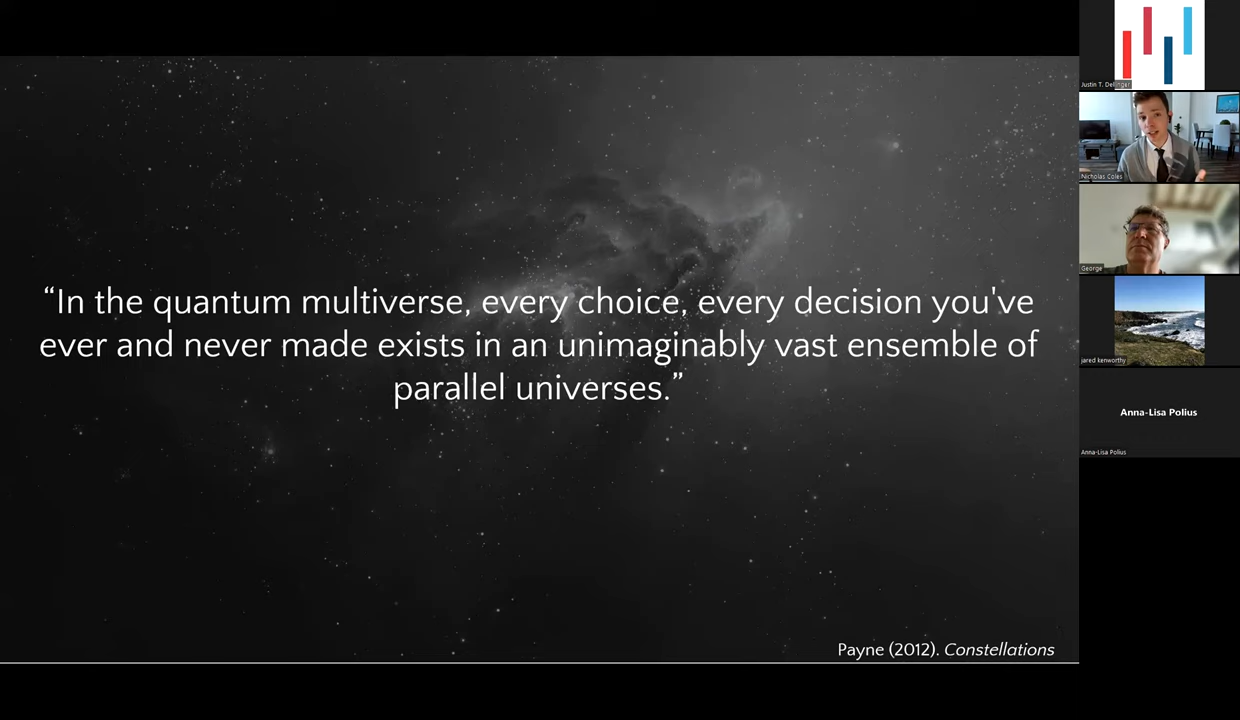 “In the quantum multiverse, every choice, every decision you've
ever and never made exists in an unimaginably vast ensemble of
parallel universes.”
Payne (2012). Constellations
Justin T. Dellinger
Nicholas Coles
George
jared kenworthy
Anna-Lisa Polius
Anna-Lisa Polius